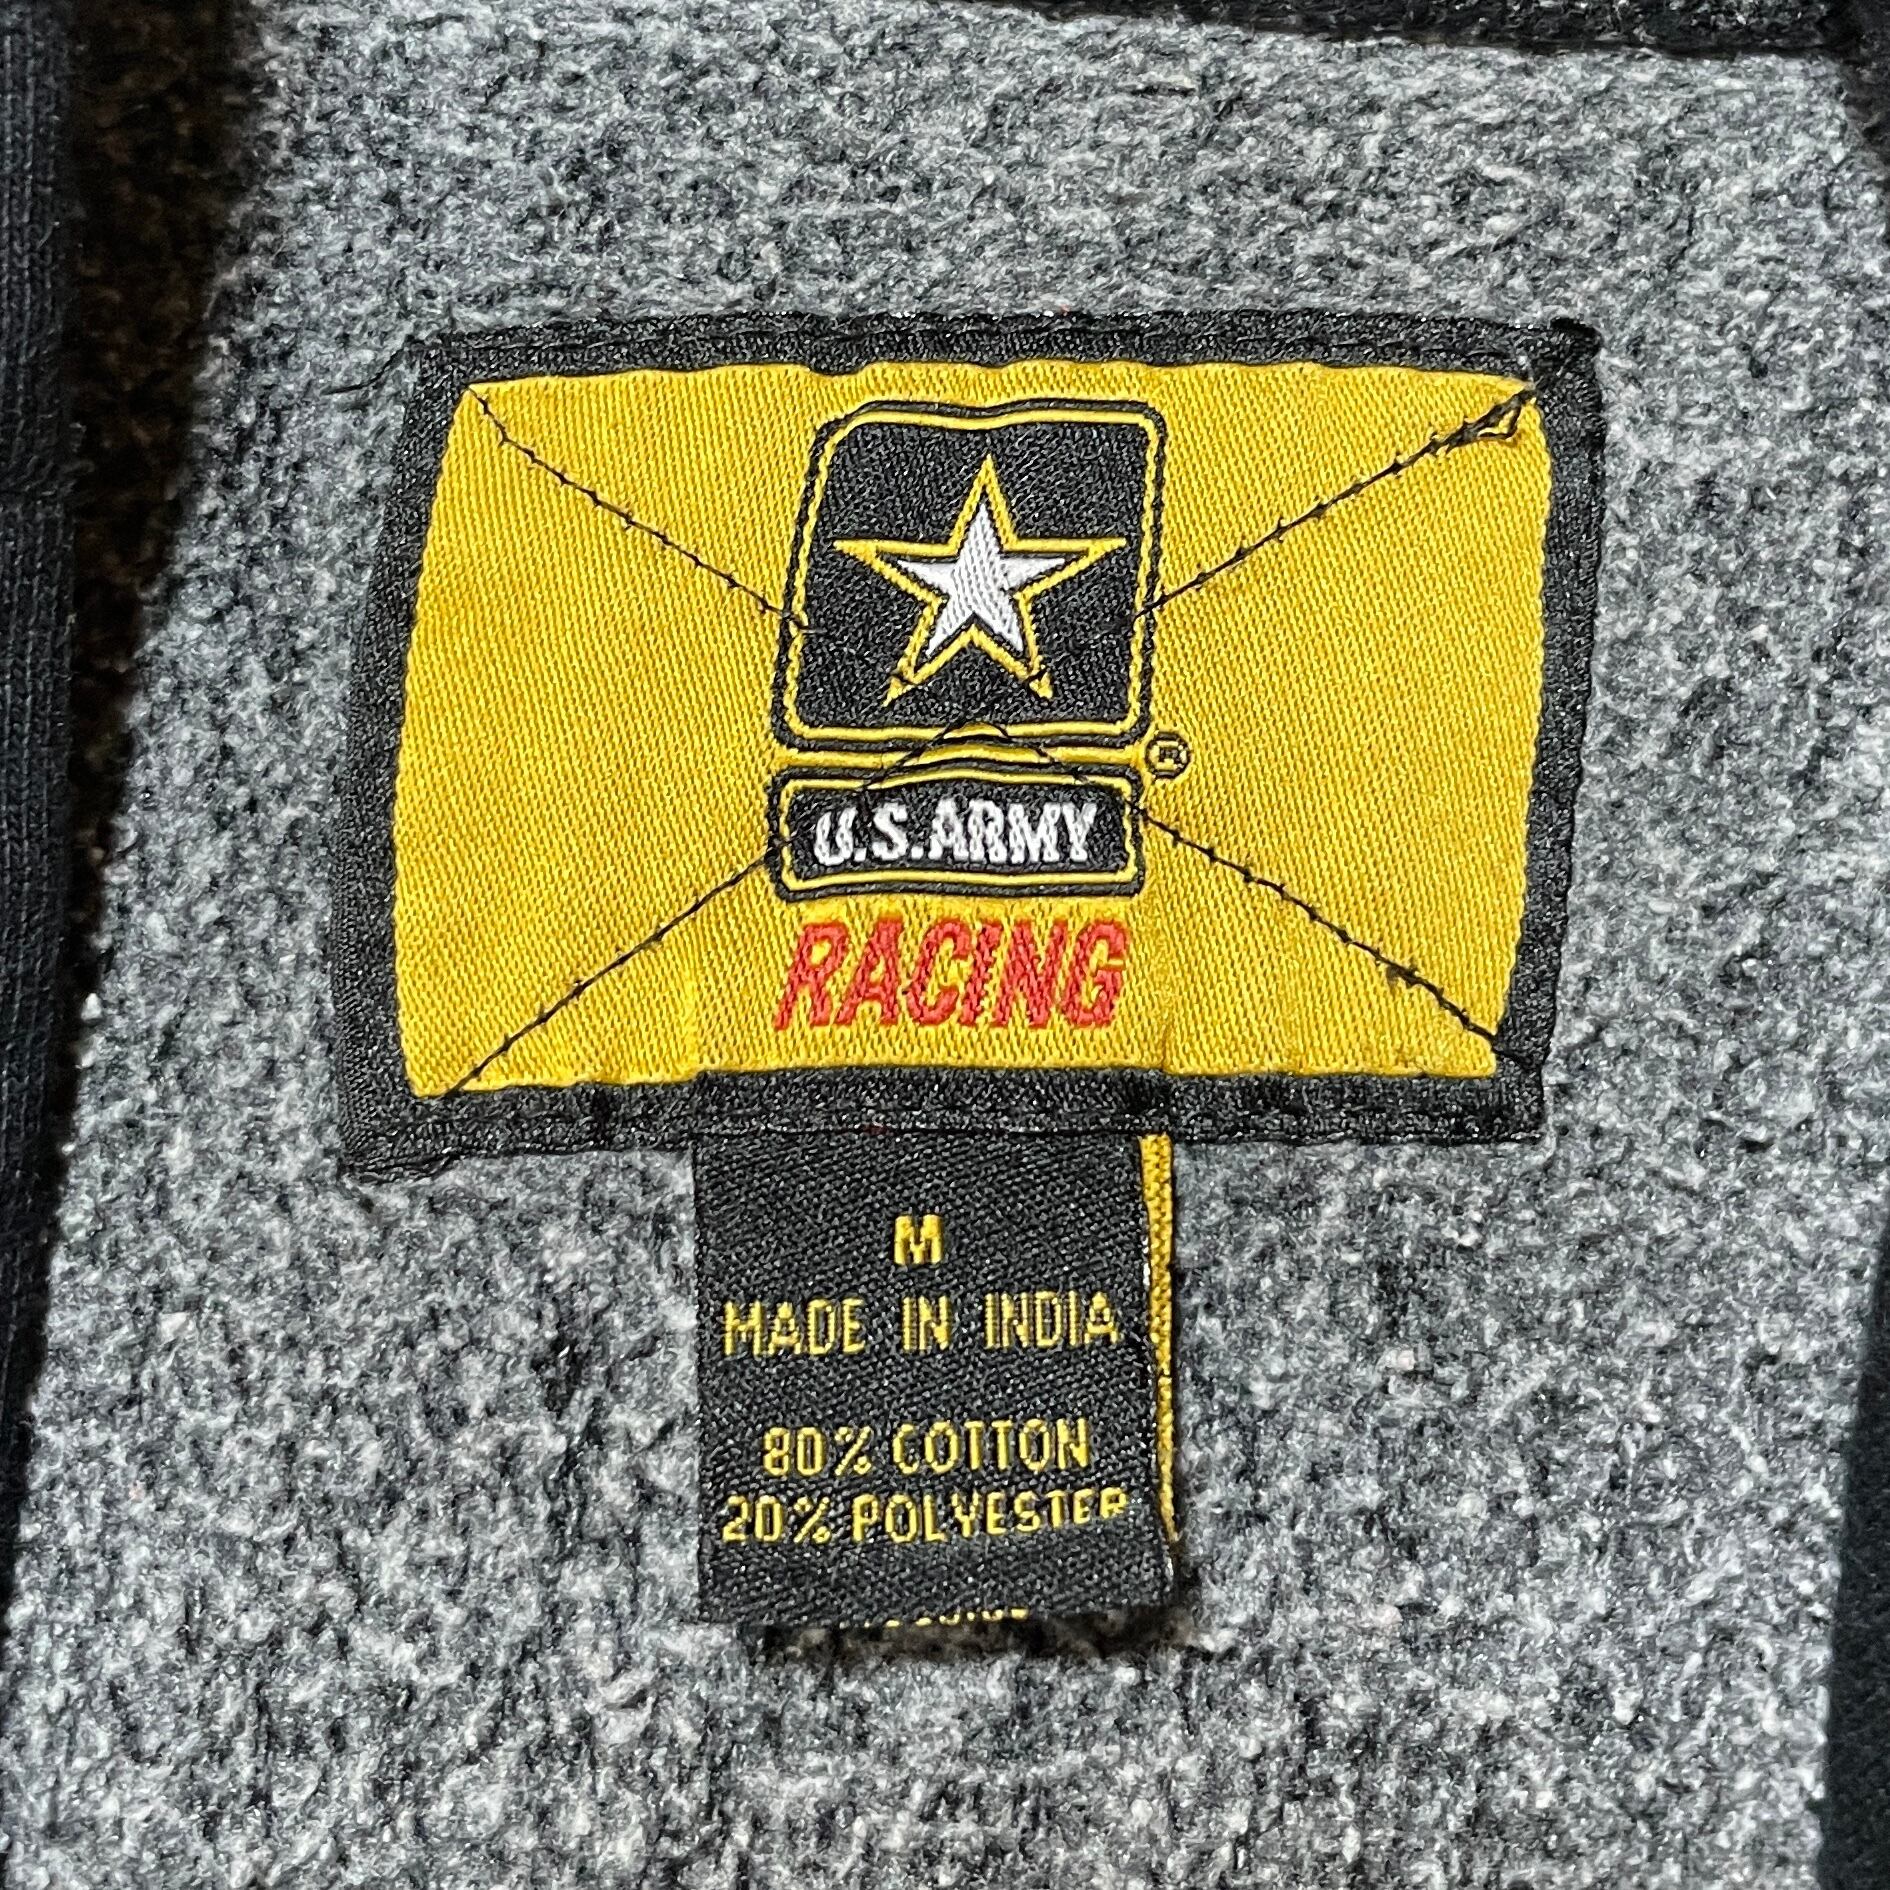 ®
U.S.ARMY
RACING
M
MADE IN INDIA
80% COTTON
20% POLYESTER